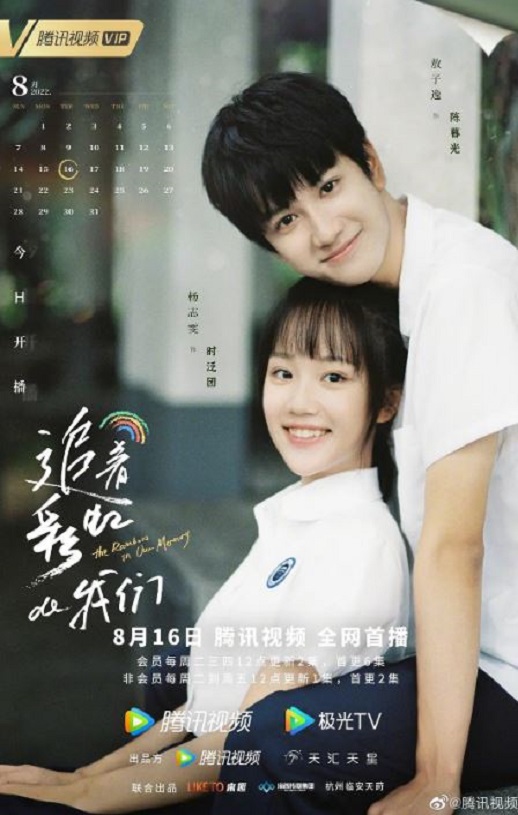 腾讯视频 VIP
8月
2022.
SUN MON TUE WED THU FRI SAT
1 2 3 4 5 6
7 8 9 10 11 12 13
14 15 16 17 18 19 20
21 22 23 24 25 26 27
28 29 30 31
今日开播
敖子逸
饰
陈暮光
杨志雯
饰
时泛团
追着
彩虹
the Rainbow
in Our Memory
de我们
8月16日 腾讯视频 全网首播
会员每周二三四12点更新2集，首更6集
非会员每周二到周五12点更新1集，首更2集
腾讯视频 极光TV
出品方 腾讯视频 天汇天星
联合出品 LIKE TO 杭州临安天苻
@腾讯视频